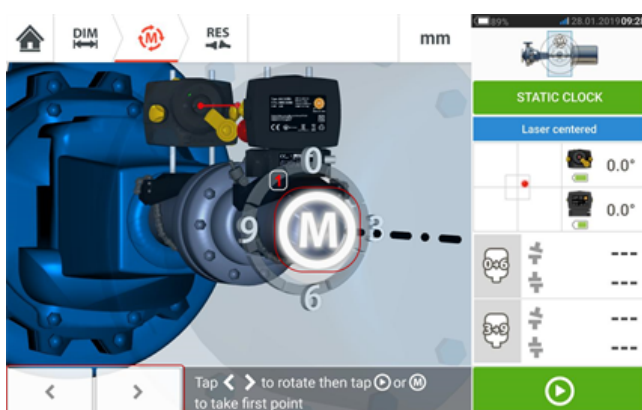 DIM
M
RES
mm
89%
28.01.2019 09:28
STATIC CLOCK
Laser centered
0.0°
0.0°
0
9
M
3
6
0+6
---
---
3+9
---
---
Tap < > to rotate then tap or M
to take first point